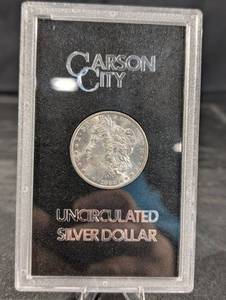 CARSON
CITY
UNCIRCULATED
SILVER DOLLAR